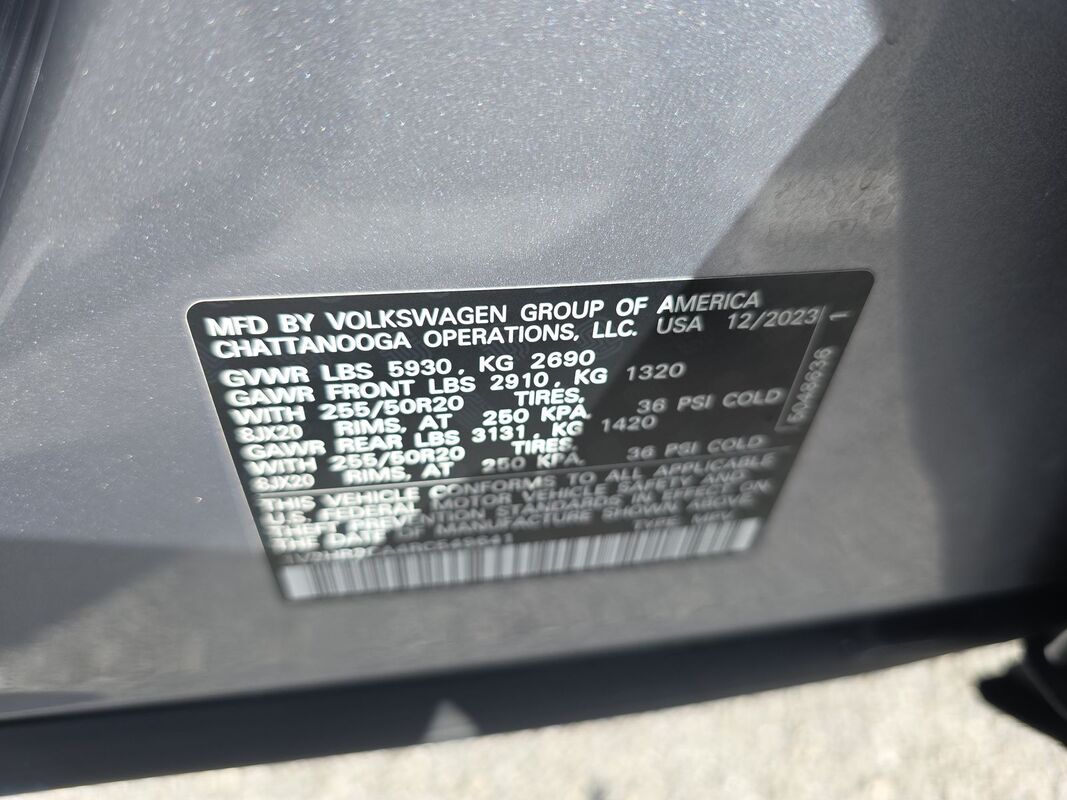 MFD BY VOLKSWAGEN GROUP OF AMERICA
CHATTANOOGA OPERATIONS, LLC. USA 12/2023
GVWR LBS 5930, KG 2690
GAWR FRONT LBS 2910, KG 1320
WITH 255/50R20 TIRES,
8JX20 RIMS, AT 250 KPA, 36 PSI COLD
GAWR REAR LBS 3131, KG 1420
WITH 255/50R20 TIRES,
8JX20 RIMS, AT 250 KPA, 36 PSI COLD
THIS VEHICLE CONFORMS TO ALL APPLICABLE
U.S. FEDERAL MOTOR VEHICLE SAFETY AND
THEFT PREVENTION STANDARDS IN EFFECT ON
THE DATE OF MANUFACTURE SHOWN ABOVE.
TYPE: MPV
1